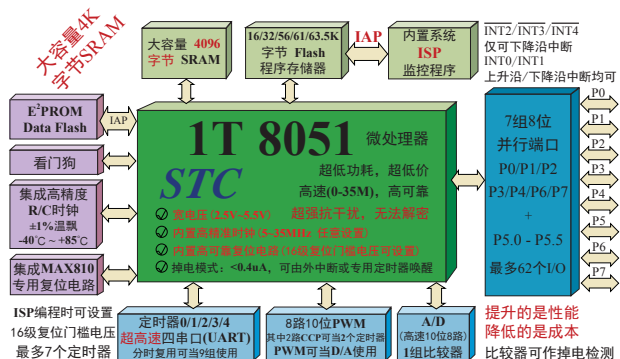 大容量4K
字节SRAM
大容量 4096
字节 SRAM
16/32/56/61/63.5K
字节 Flash
程序存储器
IAP
内置系统
ISP
监控程序
INT2/INT3/INT4
仅可下降沿中断
INT0/INT1
上升沿/下降沿中断均可
E²PROM
Data Flash
IAP
看门狗
集成高精度
R/C时钟
±1%温飘
-40℃ ~ +85℃
集成MAX810
专用复位电路
1T 8051 微处理器
STC
超低功耗，超低价
高速(0-35M)，高可靠
宽电压(2.5V~5.5V) 超强抗干扰，无法解密
内置高精准时钟(5~35MHz 任意设置)
内置高可靠复位电路(16级复位门槛电压可设置)
掉电模式：<0.4uA，可由外中断或专用定时器唤醒
7组8位
并行端口
P0/P1/P2
P3/P4/P6/P7
+
P5.0 - P5.5
最多62个I/O
P0
P1
P2
P3
P4
P5
P6
P7
ISP编程时可设置
16级复位门槛电压
最多7个定时器
定时器0/1/2/3/4
超高速四串口(UART)
分时复用可当9组使用
8路10位PWM
其中2路CCP可当2个定时器
PWM可当D/A使用
A/D
(高速10位8路)
1组比较器
提升的是性能
降低的是成本
比较器可作掉电检测